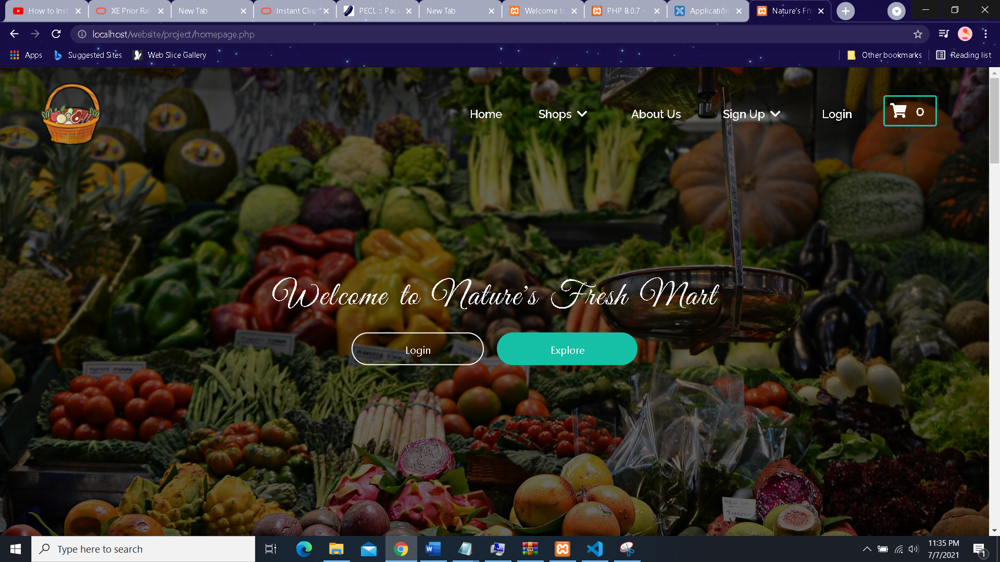 How to Inst
XE Prior Rel
New Tab
Instant Clie
PECL :: Pack
New Tab
Welcome to
PHP 8.0.7 -
Application
Nature's Fre
localhost/website/project/homepage.php
Apps
Suggested Sites
Web Slice Gallery
Other bookmarks
Reading list
Home
Shops
About Us
Sign Up
Login
0
Welcome to Nature's Fresh Mart
Login
Explore
Type here to search
11:35 PM
7/7/2021
1